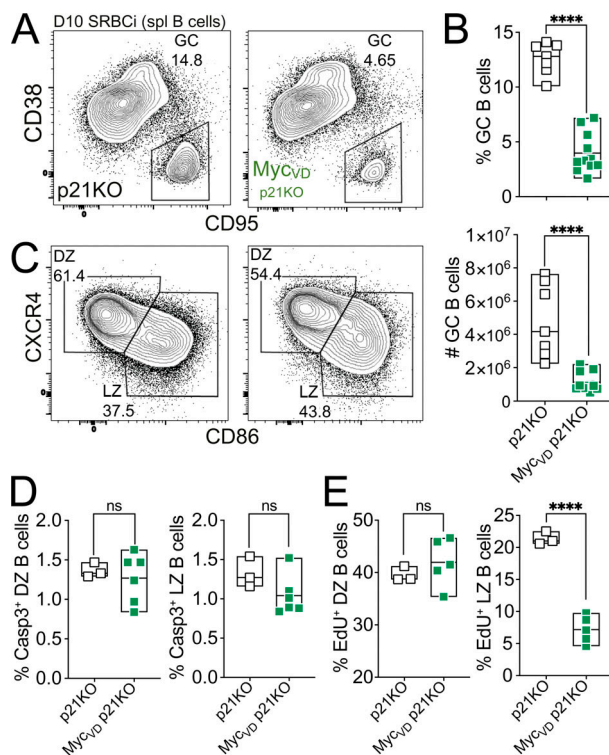 A
D10 SRBCi (spl B cells)
GC
14.8
GC
4.65
CD38
p21KO
MycVD
p21KO
0
0
CD95
B
% GC B cells
15
10
5
0
****
C
DZ
61.4
DZ
54.4
CXCR4
LZ
37.5
LZ
43.8
0
0
CD86
# GC B cells
1×10⁷
8×10⁶
6×10⁶
4×10⁶
2×10⁶
0
****
p21KO
MycVD p21KO
D
% Casp3⁺ DZ B cells
2.0
1.5
1.0
0.5
0.0
ns
p21KO
MycVD p21KO
% Casp3⁺ LZ B cells
2.0
1.5
1.0
0.5
0.0
ns
p21KO
MycVD p21KO
E
% EdU⁺ DZ B cells
50
40
30
20
ns
p21KO
MycVD p21KO
% EdU⁺ LZ B cells
25
20
15
10
5
0
****
p21KO
MycVD p21KO